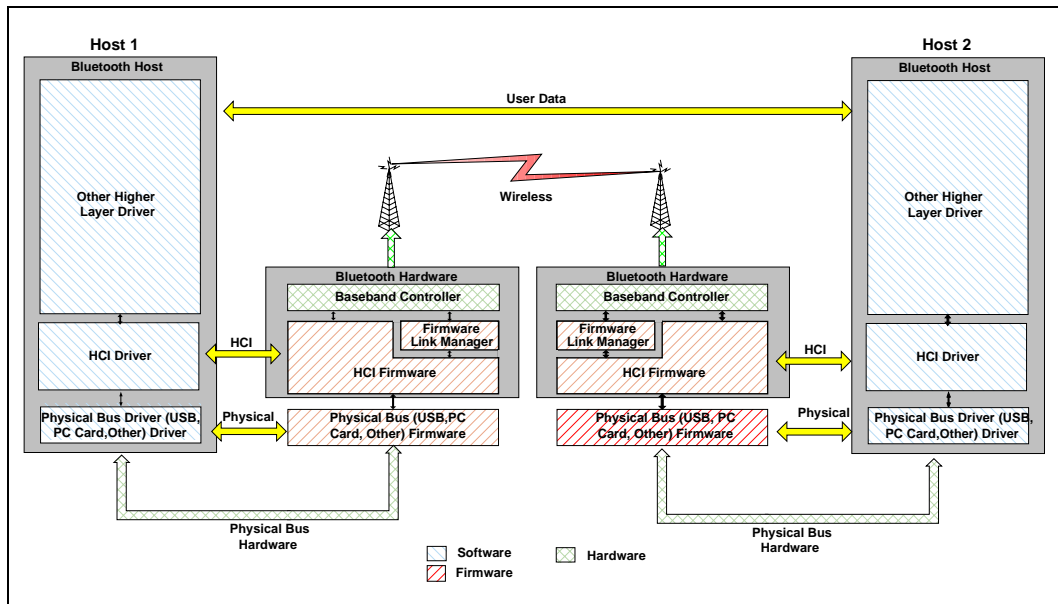 Host 1
Host 2
Bluetooth Host
Bluetooth Host
User Data
Other Higher
Layer Driver
Wireless
Other Higher
Layer Driver
Bluetooth Hardware
Baseband Controller
Bluetooth Hardware
Baseband Controller
HCI Driver
HCI
Firmware
Link Manager
HCI Firmware
Firmware
Link Manager
HCI Firmware
HCI
HCI Driver
Physical Bus Driver (USB,
PC Card,Other) Driver
Physical
Physical Bus (USB,PC
Card, Other) Firmware
Physical Bus (USB, PC
Card, Other) Firmware
Physical
Physical Bus Driver (USB,
PC Card,Other) Driver
Physical Bus
Hardware
Physical Bus
Hardware
Software
Hardware
Firmware